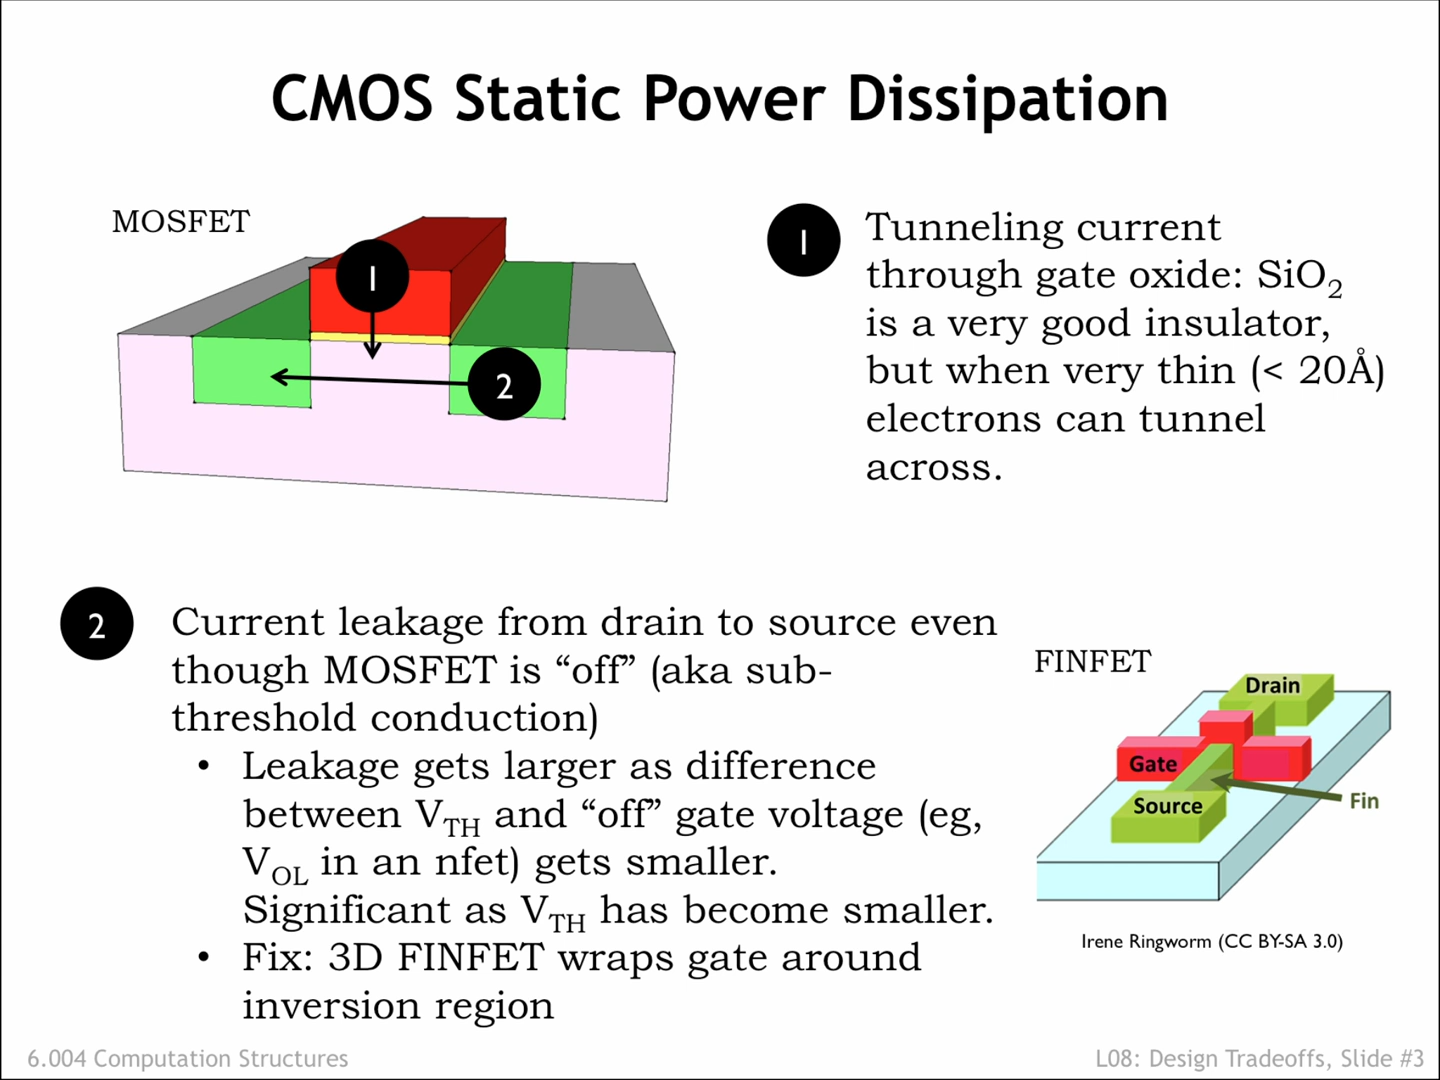 CMOS Static Power Dissipation
MOSFET
1
2
1
Tunneling current
through gate oxide: SiO₂
is a very good insulator,
but when very thin (< 20Å)
electrons can tunnel
across.
2
Current leakage from drain to source even
though MOSFET is “off” (aka sub-
threshold conduction)
• Leakage gets larger as difference
between V_TH and “off” gate voltage (eg,
V_OL in an nfet) gets smaller.
Significant as V_TH has become smaller.
• Fix: 3D FINFET wraps gate around
inversion region
FINFET
Drain
Gate
Source
Fin
Irene Ringworm (CC BY-SA 3.0)
6.004 Computation Structures
L08: Design Tradeoffs, Slide #3